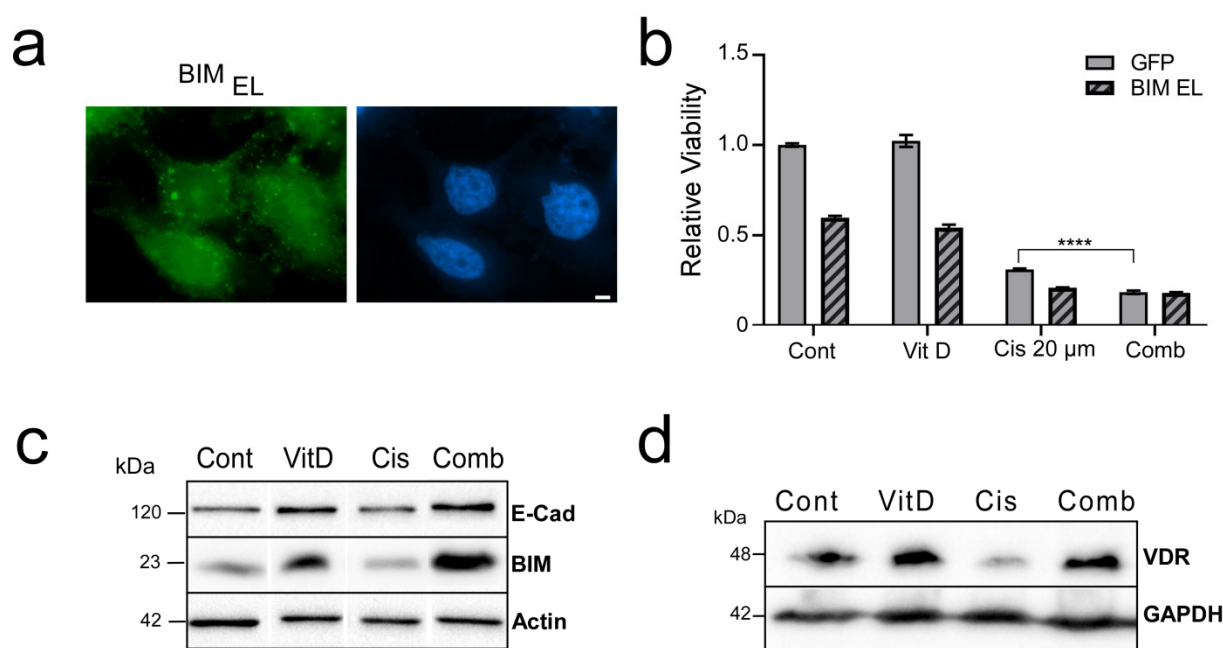 a
BIM EL
b
Relative Viability
1.5
1.0
0.5
0
GFP
BIM EL
****
Cont Vit D Cis 20 µm Comb
c
kDa Cont VitD Cis Comb
120 E-Cad
23 BIM
42 Actin
d
kDa Cont VitD Cis Comb
48 VDR
42 GAPDH